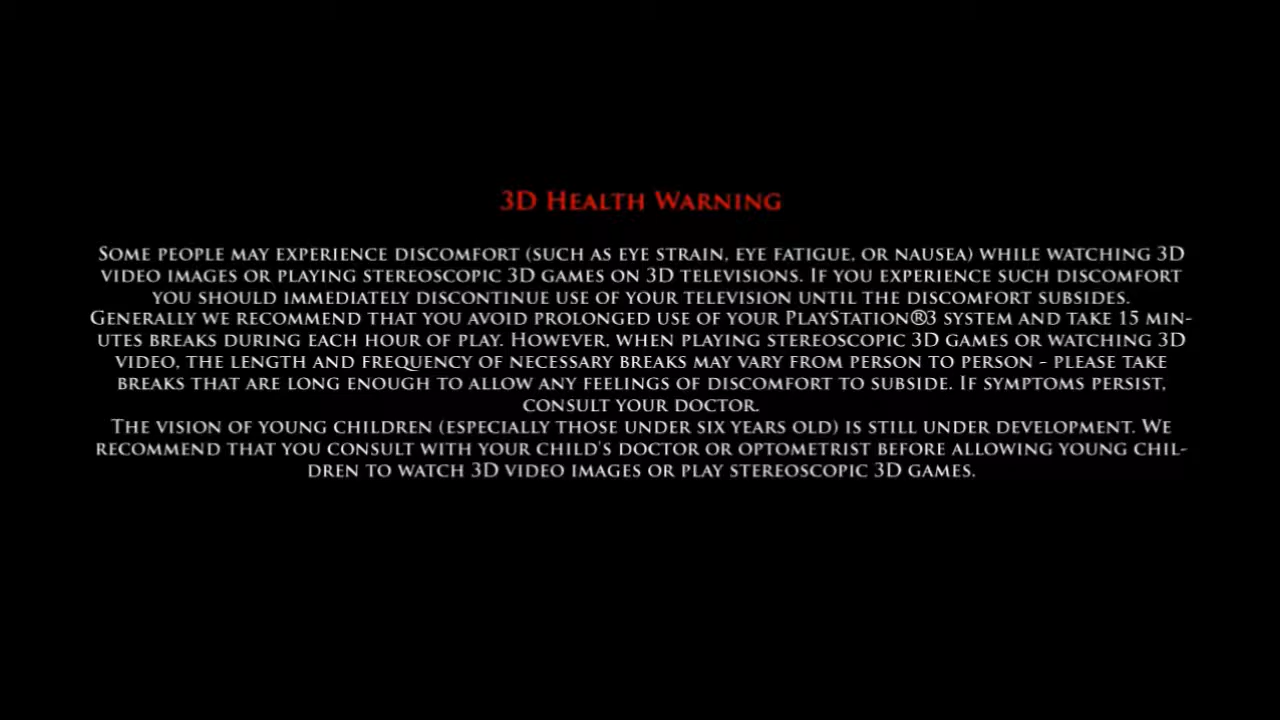 3D Health Warning
Some people may experience discomfort (such as eye strain, eye fatigue, or nausea) while watching 3D
video images or playing stereoscopic 3D games on 3D televisions. If you experience such discomfort
you should immediately discontinue use of your television until the discomfort subsides.
Generally we recommend that you avoid prolonged use of your PlayStation®3 system and take 15 min-
utes breaks during each hour of play. However, when playing stereoscopic 3D games or watching 3D
video, the length and frequency of necessary breaks may vary from person to person - please take
breaks that are long enough to allow any feelings of discomfort to subside. If symptoms persist,
consult your doctor.
The vision of young children (especially those under six years old) is still under development. We
recommend that you consult with your child's doctor or optometrist before allowing young chil-
dren to watch 3D video images or play stereoscopic 3D games.